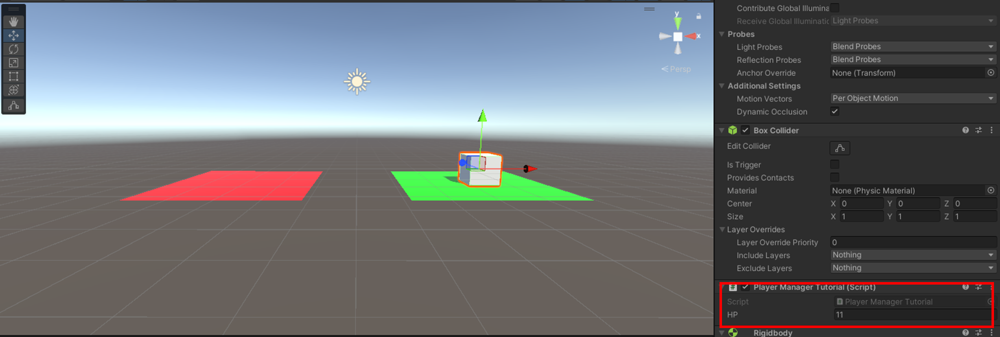 y
x
Persp
Contribute Global Illumina
Receive Global Illuminatic Light Probes
Probes
Light Probes Blend Probes
Reflection Probes Blend Probes
Anchor Override None (Transform)
Additional Settings
Motion Vectors Per Object Motion
Dynamic Occlusion
Box Collider
Edit Collider
Is Trigger
Provides Contacts
Material None (Physic Material)
Center X 0 Y 0 Z 0
Size X 1 Y 1 Z 1
Layer Overrides
Layer Override Priority 0
Include Layers Nothing
Exclude Layers Nothing
# Player Manager Tutorial (Script)
Script Player Manager Tutorial
HP 11
Rigidbody